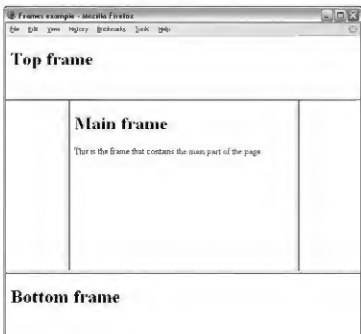 Frames example - Mozilla Firefox
File Edit View History Bookmarks Tools Help
Top frame
Main frame
This is the frame that contains the main part of the page
Bottom frame